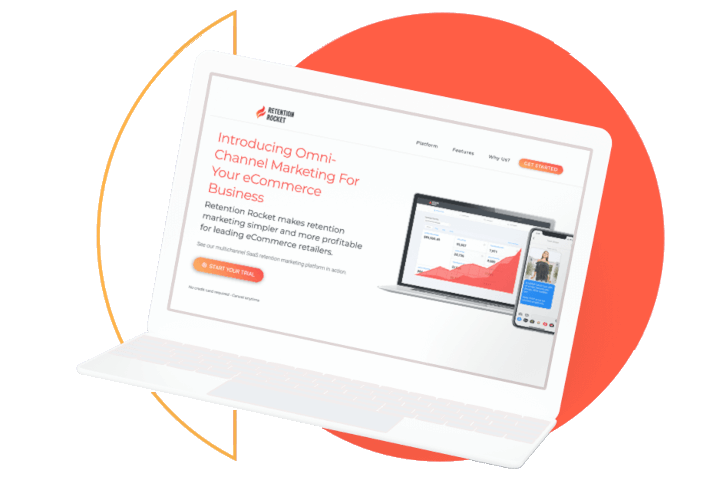 RETENTION
ROCKET
Platform
Features
Why Us?
GET STARTED
Introducing Omni-
Channel Marketing For
Your eCommerce
Business
Retention Rocket makes retention
marketing simpler and more profitable
for leading eCommerce retailers.
See our multichannel SaaS retention marketing platform in action
START YOUR TRIAL
No credit card required · Cancel anytime